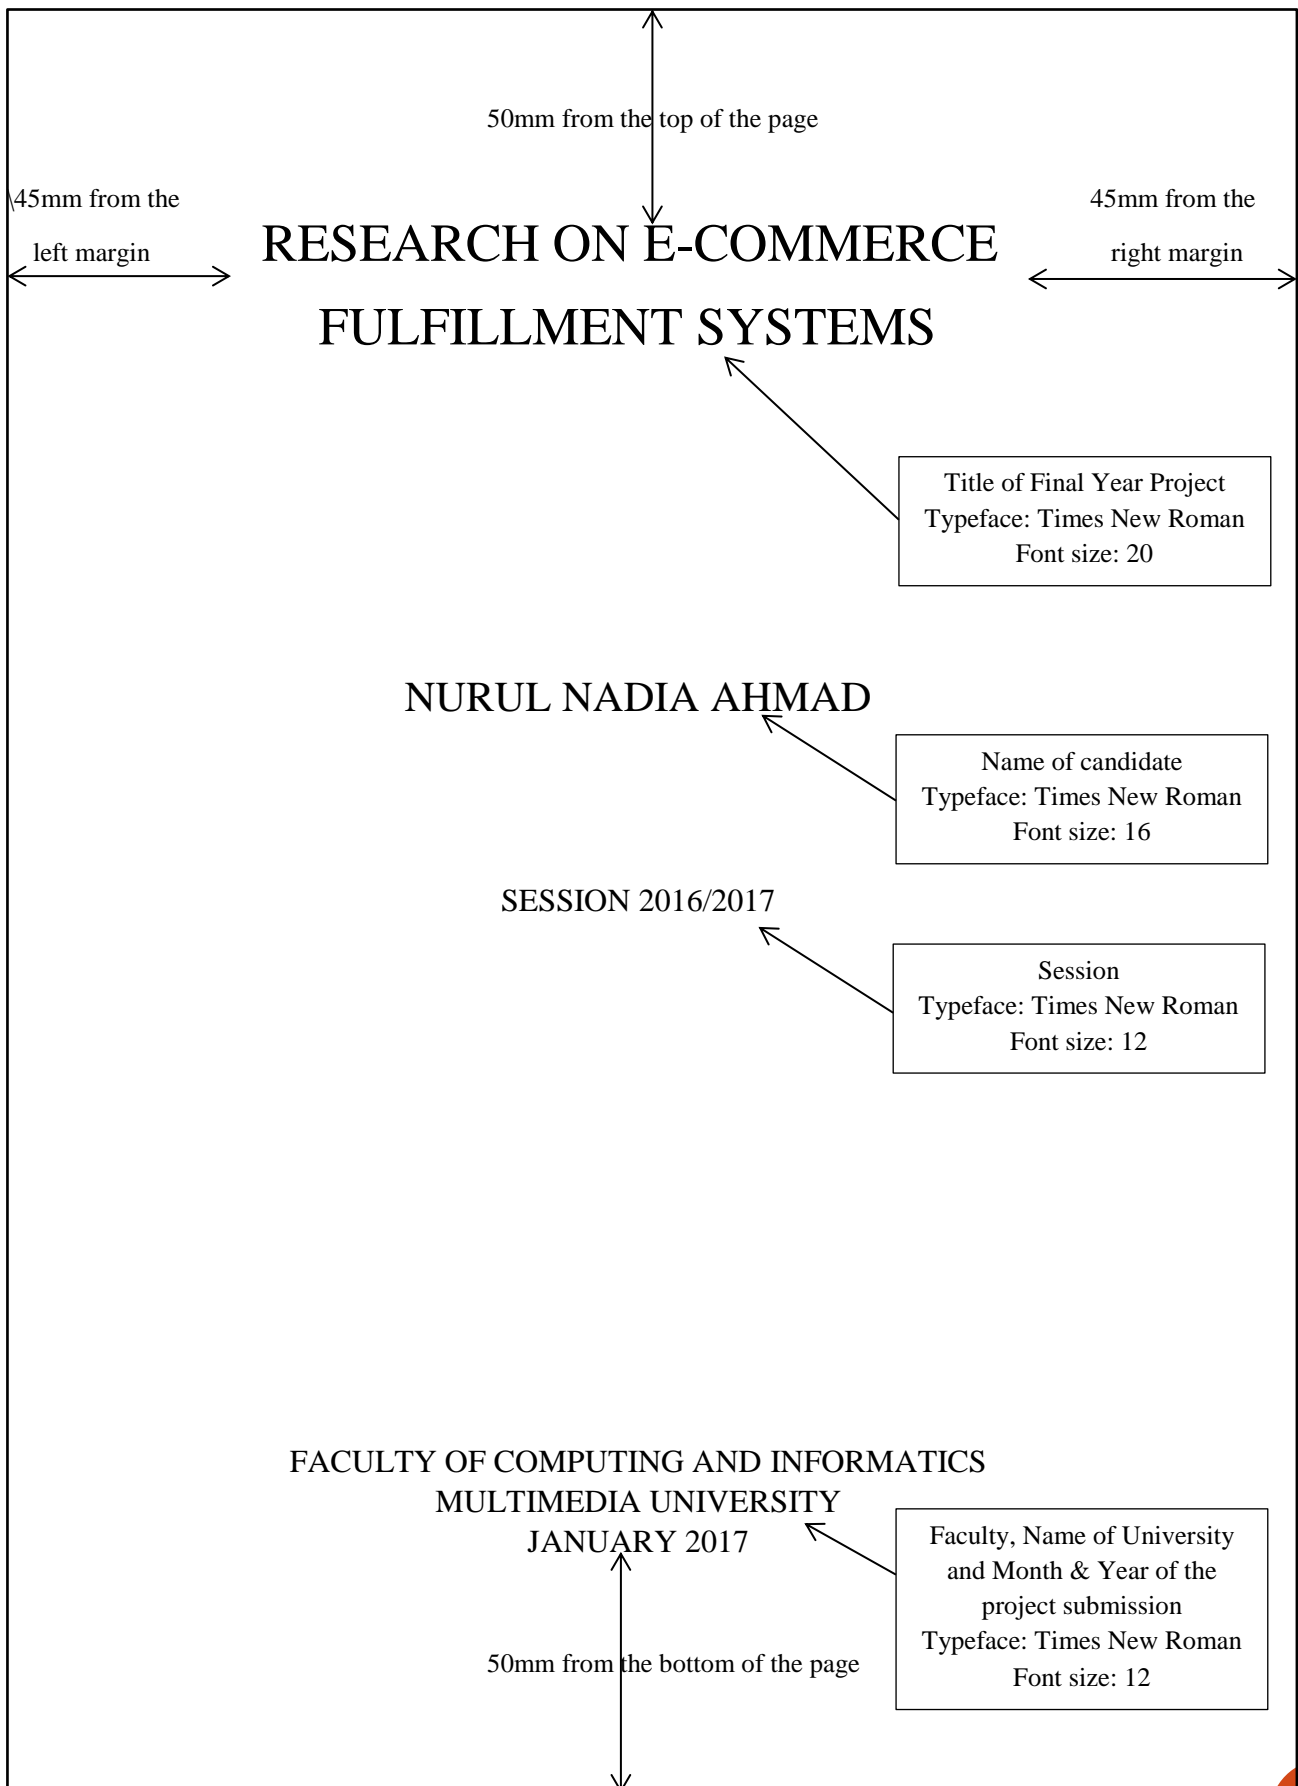 50mm from the top of the page
\45mm from the
left margin
45mm from the
right margin
RESEARCH ON E-COMMERCE
FULFILLMENT SYSTEMS
Title of Final Year Project
Typeface: Times New Roman
Font size: 20
NURUL NADIA AHMAD
Name of candidate
Typeface: Times New Roman
Font size: 16
SESSION 2016/2017
Session
Typeface: Times New Roman
Font size: 12
FACULTY OF COMPUTING AND INFORMATICS
MULTIMEDIA UNIVERSITY
JANUARY 2017
Faculty, Name of University
and Month & Year of the
project submission
Typeface: Times New Roman
Font size: 12
50mm from the bottom of the page